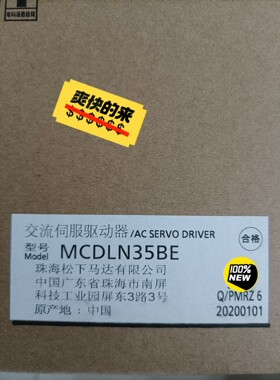 爽快的来
$$$$$$
交流伺服驱动器/AC SERVO DRIVER
型号 MCDLN35BE 合格
Model
珠海松下马达有限公司
中国广东省珠海市南屏
科技工业园屏东3路3号
原产地：中国
100% NEW
Q/PMRZ 6
20200101